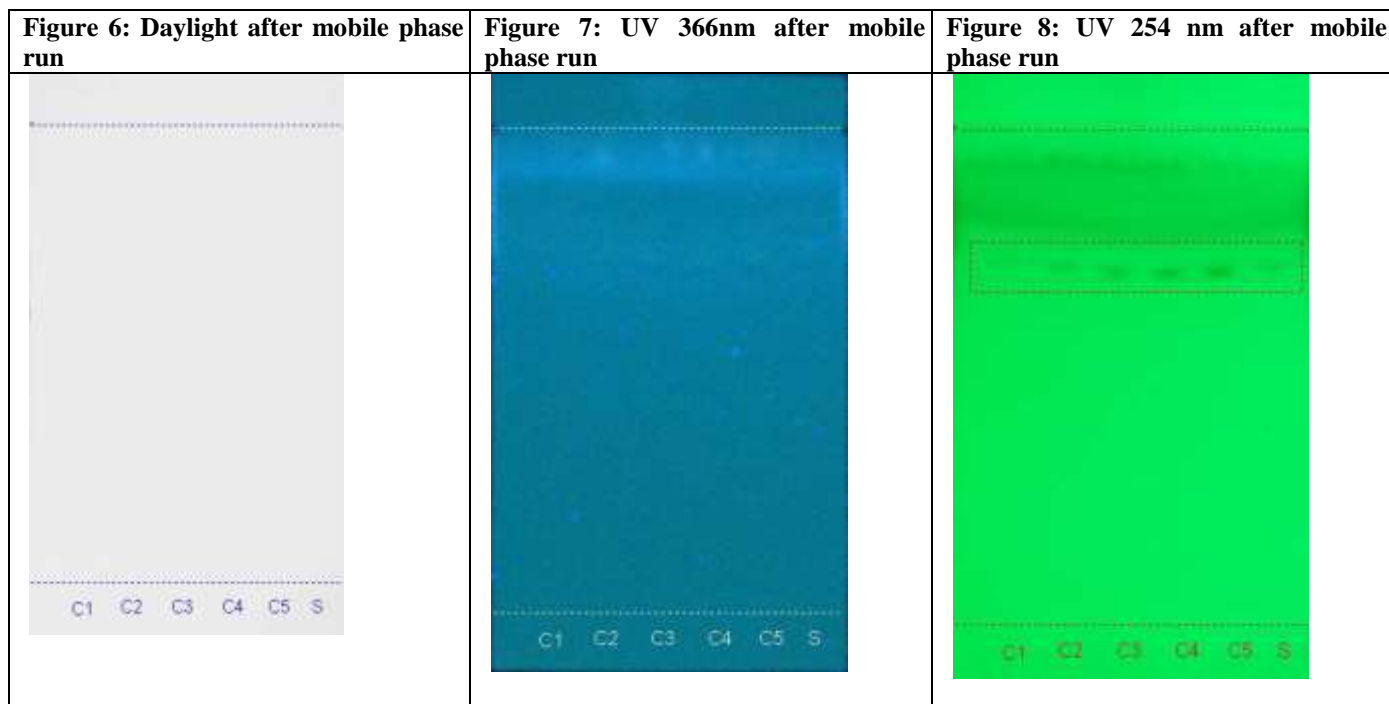 Figure 6: Daylight after mobile phase
run
Figure 7: UV 366nm after mobile
phase run
Figure 8: UV 254 nm after mobile
phase run
C1 C2 C3 C4 C5 S
C1 C2 C3 C4 C5 S
C1 C2 C3 C4 C5 S